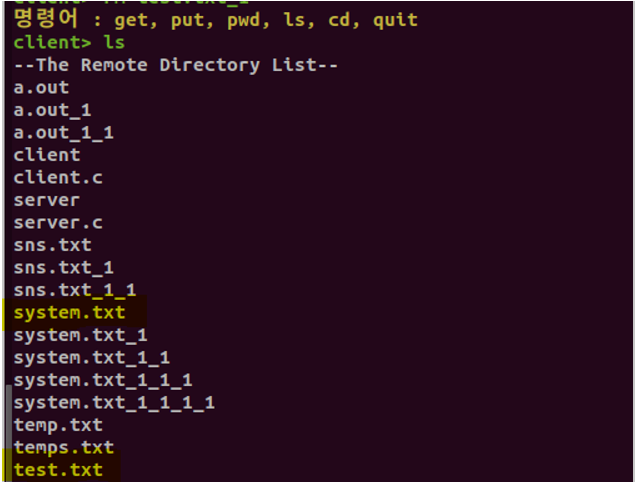 명령어 : get, put, pwd, ls, cd, quit
client> ls
--The Remote Directory List--
a.out
a.out_1
a.out_1_1
client
client.c
server
server.c
sns.txt
sns.txt_1
sns.txt_1_1
system.txt
system.txt_1
system.txt_1_1
system.txt_1_1_1
system.txt_1_1_1_1
temp.txt
temps.txt
test.txt